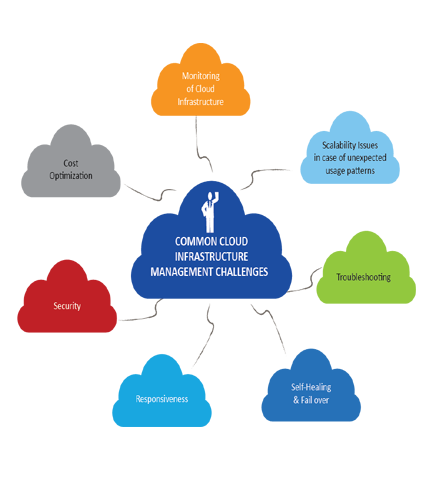 Monitoring
of Cloud
Infrastructure
Scalability Issues
in case of unexpected
usage patterns
Cost
Optimization
COMMON CLOUD
INFRASTRUCTURE
MANAGEMENT CHALLENGES
Troubleshooting
Security
Self-Healing
& Fail over
Responsiveness